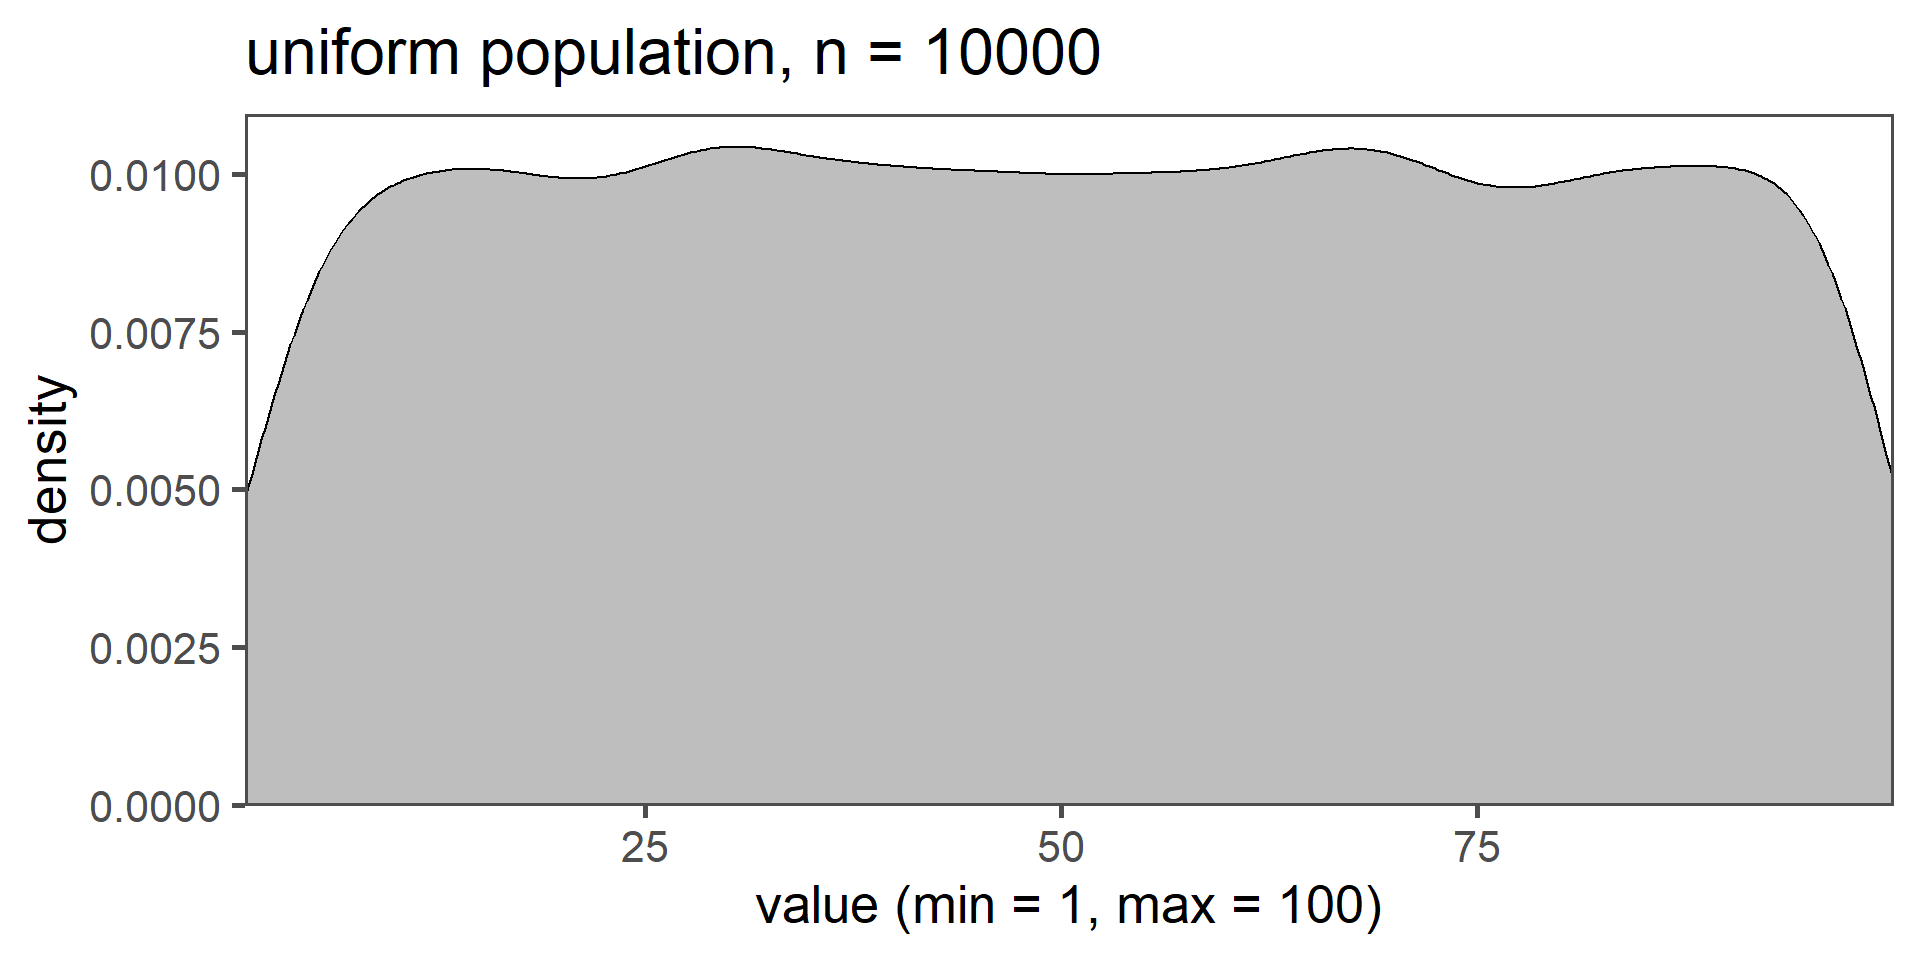 uniform population, n = 10000
density
0.0100
0.0075
0.0050
0.0025
0.0000
25 50 75
value (min = 1, max = 100)